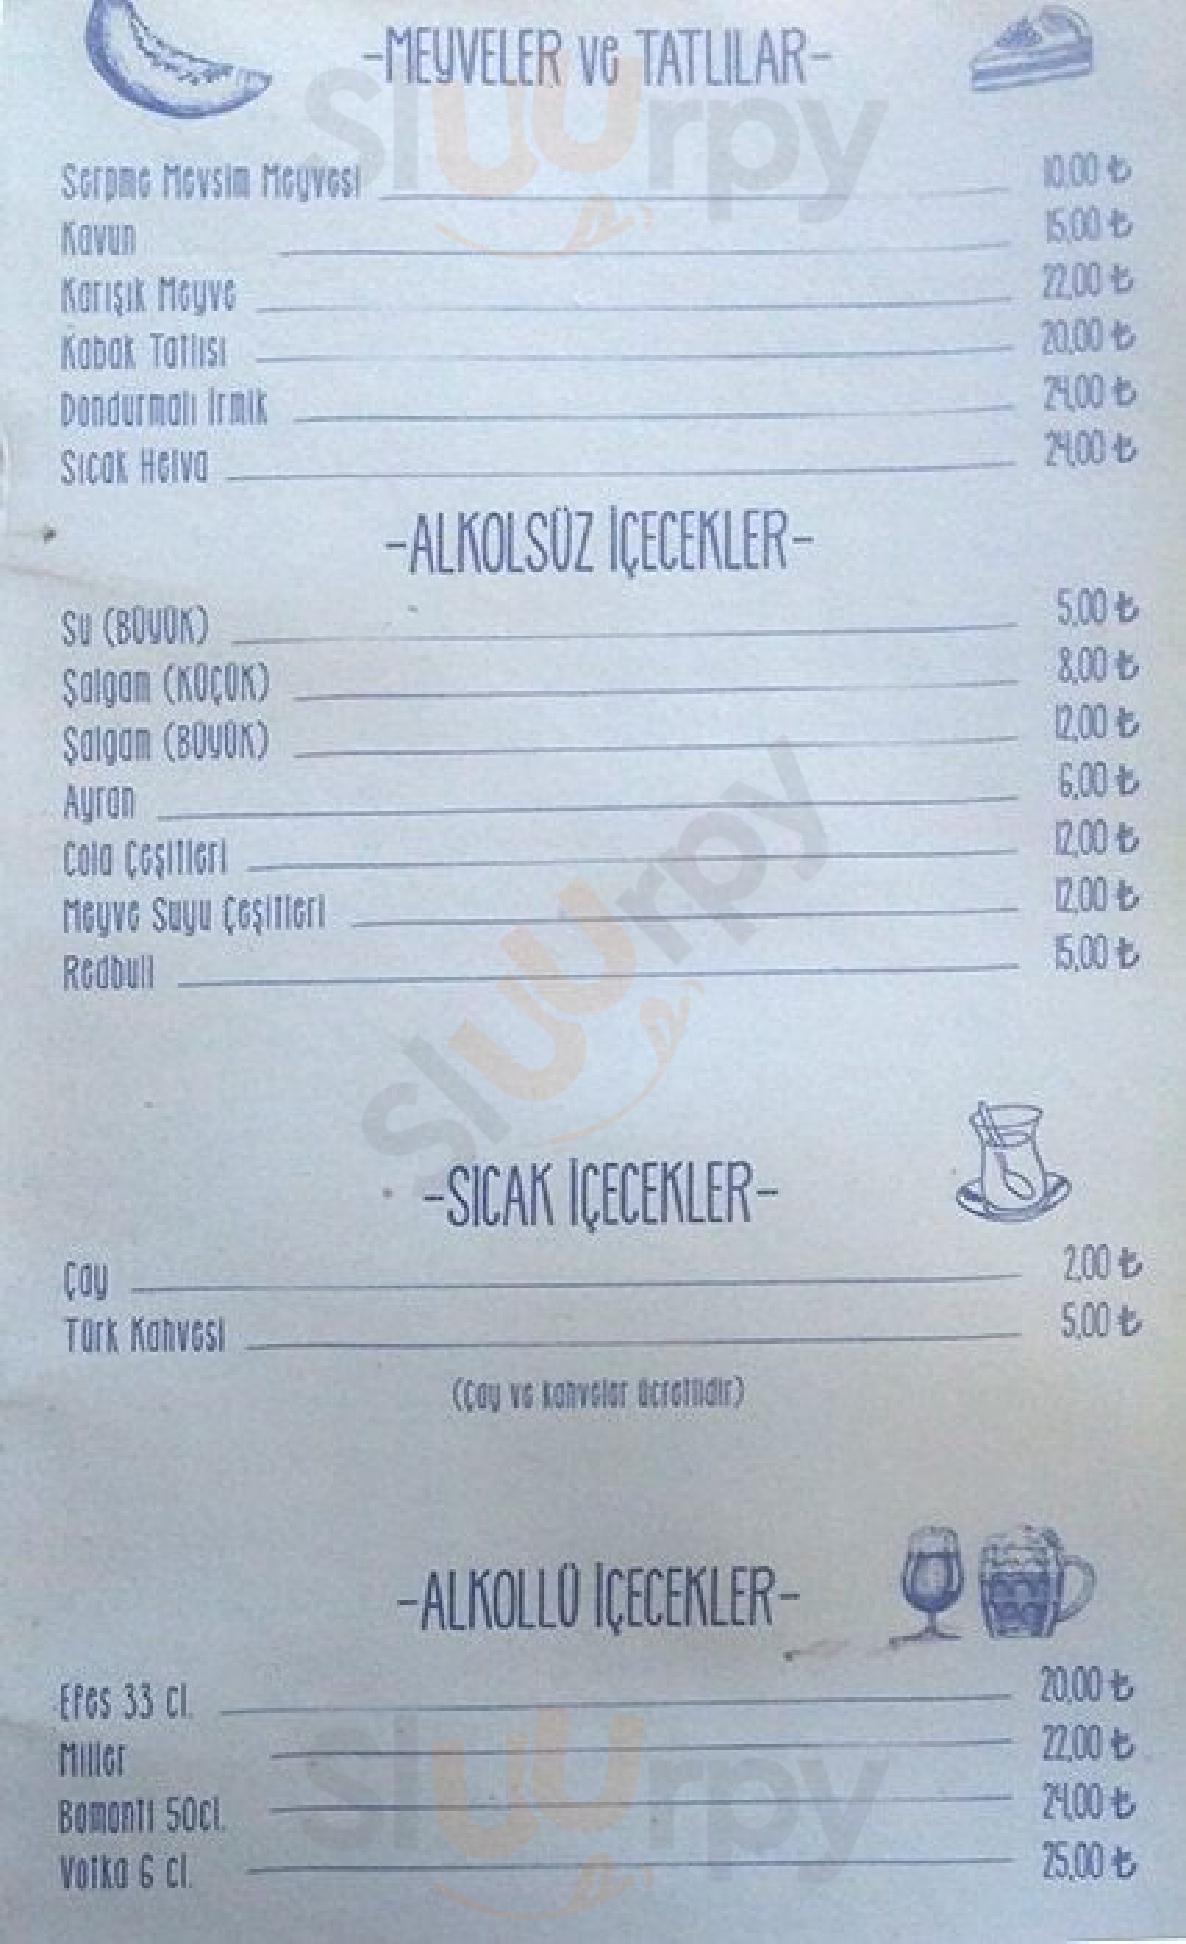 -MEYVELER ve TATLILAR-
Serpme Mevsim Meyvesi 10,00 ₺
Kavun 15,00 ₺
Karışık Meyve 22,00 ₺
Kabak Tatlısı 20,00 ₺
Dondurmalı İrmik 24,00 ₺
Sıcak Helva 24,00 ₺
-ALKOLSÜZ İÇECEKLER-
Su (BÜYÜK) 5,00 ₺
Şalgam (KÜÇÜK) 8,00 ₺
Şalgam (BÜYÜK) 12,00 ₺
Ayran 6,00 ₺
Cola Çeşitleri 12,00 ₺
Meyve Suyu Çeşitleri 12,00 ₺
Redbull 15,00 ₺
-SICAK İÇECEKLER-
Çay 2,00 ₺
Türk Kahvesi 5,00 ₺
(Çay ve kahveler ücretlidir)
-ALKOLLÜ İÇECEKLER-
Efes 33 cl. 20,00 ₺
Miller 22,00 ₺
Bomonti 50cl. 24,00 ₺
Votka 6 cl. 25,00 ₺
sluurpy
sluurpy
sluurpy